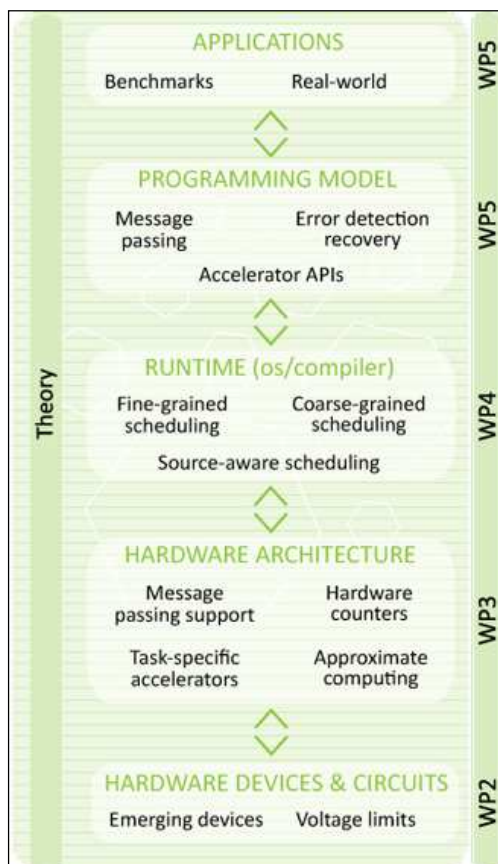 APPLICATIONS
Benchmarks Real-world
WP5
PROGRAMMING MODEL
Message Error detection
passing recovery
Accelerator APIs
WP5
Theory
RUNTIME (os/compiler)
Fine-grained Coarse-grained
scheduling scheduling
Source-aware scheduling
WP4
HARDWARE ARCHITECTURE
Message Hardware
passing support counters
Task-specific Approximate
accelerators computing
WP3
HARDWARE DEVICES & CIRCUITS
Emerging devices Voltage limits
WP2